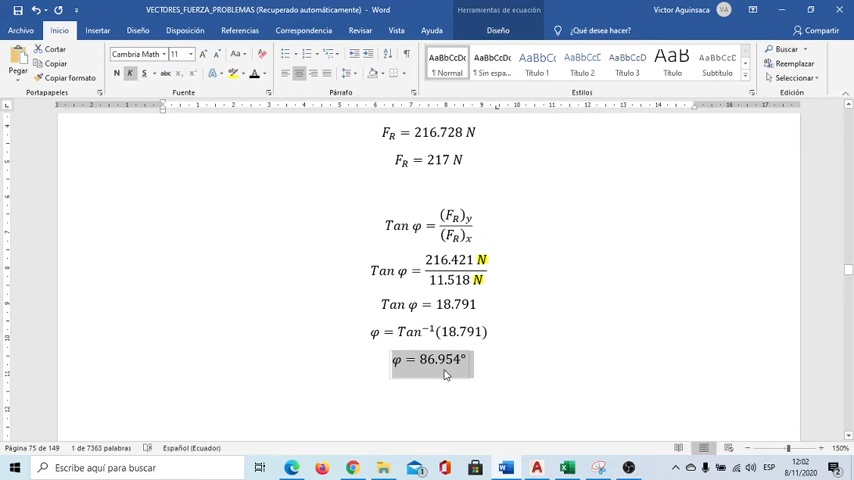 VECTORES_FUERZA_PROBLEMAS (Recuperado automáticamente) - Word
Herramientas de ecuación
Victor Aguinsaca VA
Archivo Inicio Insertar Dibujar Diseño Disposición Referencias Correspondencia Revisar Vista Ayuda Diseño ¿Qué desea hacer? Compartir
Pegar
Cortar
Copiar
Copiar formato
Portapapeles
Cambria Math 11
N K S abc x₂ x²
Fuente
Párrafo
AaBbCcDc AaBbCcDc AaBbCc AaBbCcD AaBbCcD AaB AaBbCcD
¶ Normal ¶ Sin espa... Título 1 Título 2 Título 3 Título Subtítulo
Estilos
Buscar
Reemplazar
Seleccionar
Edición
F_R = 216.728 N
F_R = 217 N
Tan φ = (F_R)_y / (F_R)_x
Tan φ = 216.421 N / 11.518 N
Tan φ = 18.791
φ = Tan⁻¹(18.791)
φ = 86.954°
Página 75 de 149 1 de 7363 palabras Español (Ecuador) 150%
Escribe aquí para buscar
ESP
12:02
8/11/2020